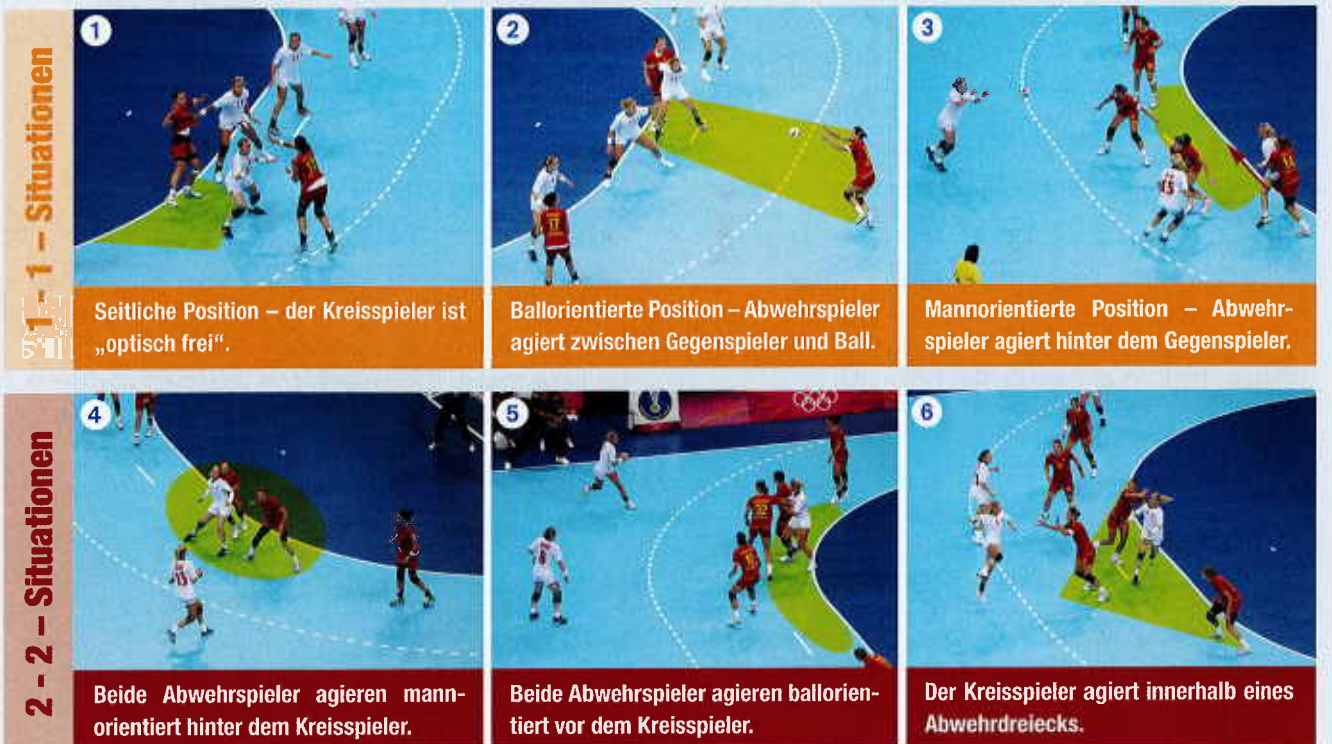 1 - 1 – Situationen
1
2
3
Seitliche Position – der Kreisspieler ist
„optisch frei“.
Ballorientierte Position – Abwehrspieler
agiert zwischen Gegenspieler und Ball.
Mannorientierte Position – Abwehr-
spieler agiert hinter dem Gegenspieler.
2 - 2 – Situationen
4
5
6
Beide Abwehrspieler agieren mann-
orientiert hinter dem Kreisspieler.
Beide Abwehrspieler agieren ballorien-
tiert vor dem Kreisspieler.
Der Kreisspieler agiert innerhalb eines
Abwehrdreiecks.